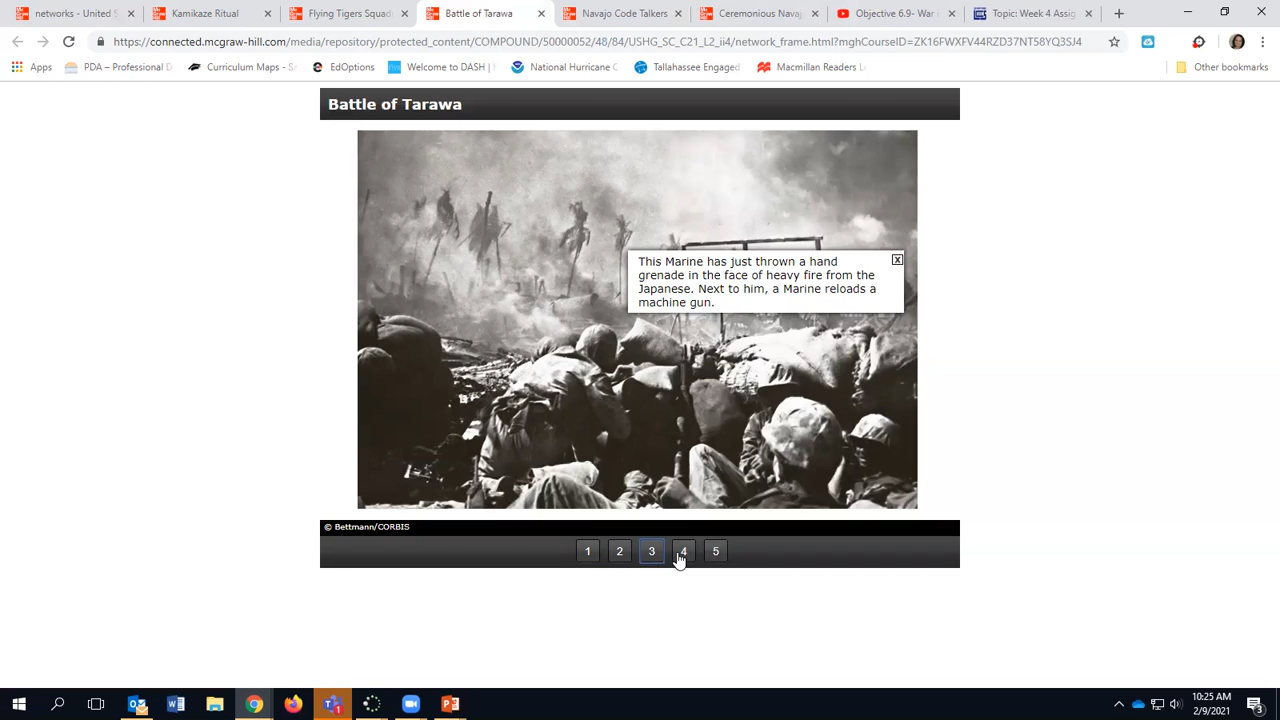 networks - United S
Kamikaze Ritual
Flying Tigers Squad
Battle of Tarawa
Navajo Code Talkers
Ceremonious Navaj
Objective 6.9- War
Topic: Week 4 Assig
https://connected.mcgraw-hill.com/media/repository/protected_content/COMPOUND/50000052/48/84/USHG_SC_C21_L2_ii4/network_frame.html?mghCourseID=ZK16FWXFV44RZD37NT58YQ3SJ4
Apps
PDA – Professional D
Curriculum Maps - S
EdOptions
Welcome to DASH |
National Hurricane C
Tallahassee Engaged
Macmillan Readers L
Other bookmarks
Battle of Tarawa
This Marine has just thrown a hand
grenade in the face of heavy fire from the
Japanese. Next to him, a Marine reloads a
machine gun.
x
© Bettmann/CORBIS
1 2 3 4 5
10:25 AM
2/9/2021